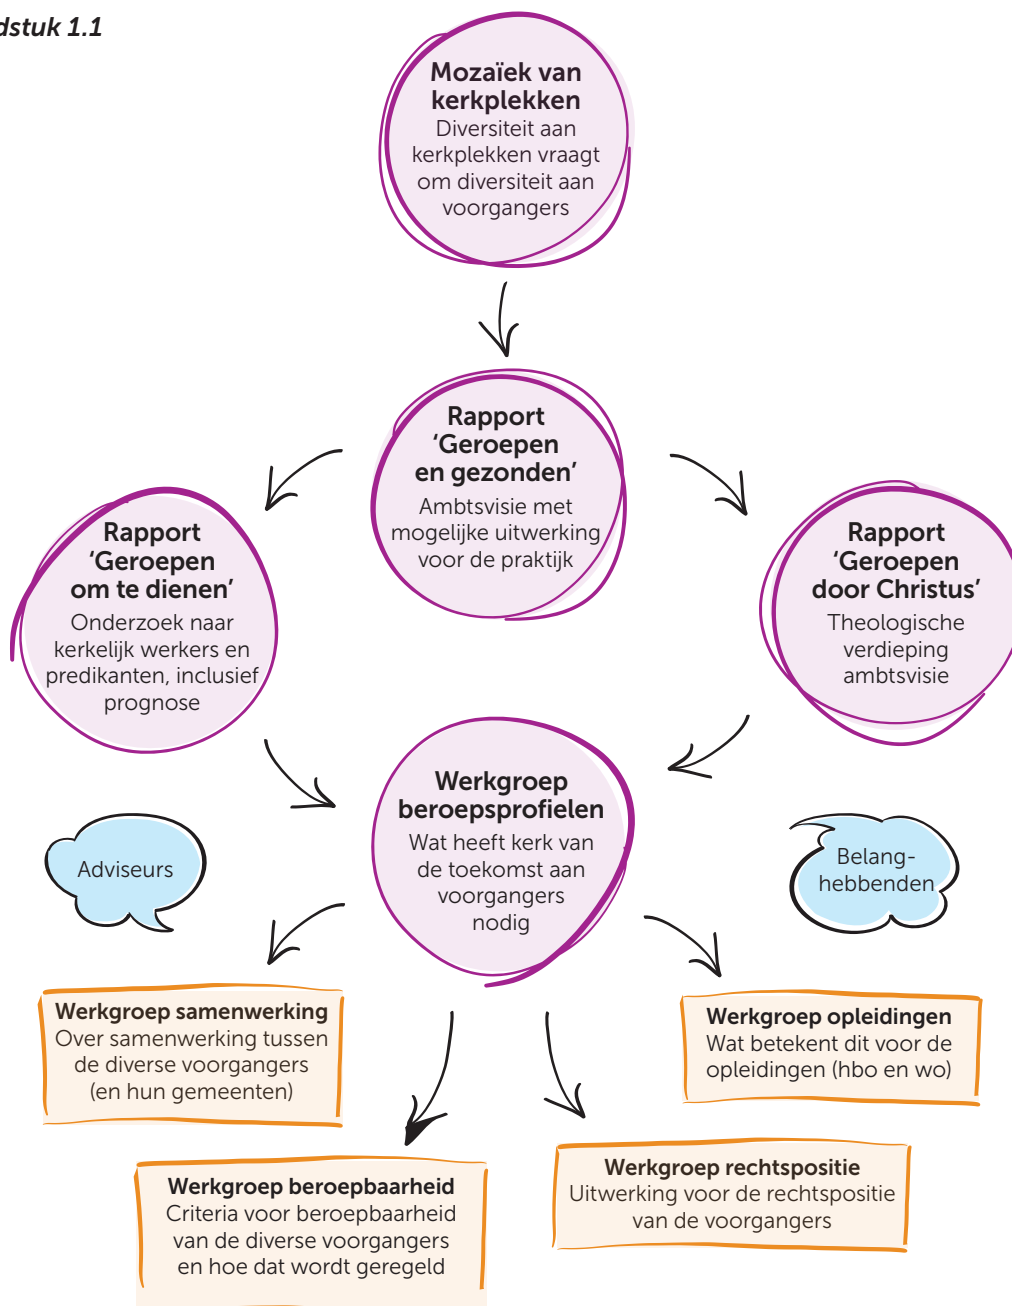 dstuk 1.1
Mozaïek van
kerkplekken
Diversiteit aan
kerkplekken vraagt
om diversiteit aan
voorgangers
Rapport
‘Geroepen
en gezonden’
Ambtsvisie met
mogelijke uitwerking
voor de praktijk
Rapport
‘Geroepen
om te dienen’
Onderzoek naar
kerkelijk werkers en
predikanten, inclusief
prognose
Rapport
‘Geroepen
door Christus’
Theologische
verdieping
ambtsvisie
Werkgroep
beroepsprofielen
Wat heeft kerk van
de toekomst aan
voorgangers
nodig
Adviseurs
Belang-
hebbenden
Werkgroep samenwerking
Over samenwerking tussen
de diverse voorgangers
(en hun gemeenten)
Werkgroep opleidingen
Wat betekent dit voor de
opleidingen (hbo en wo)
Werkgroep beroepbaarheid
Criteria voor beroepbaarheid
van de diverse voorgangers
en hoe dat wordt geregeld
Werkgroep rechtspositie
Uitwerking voor de rechtspositie
van de voorgangers